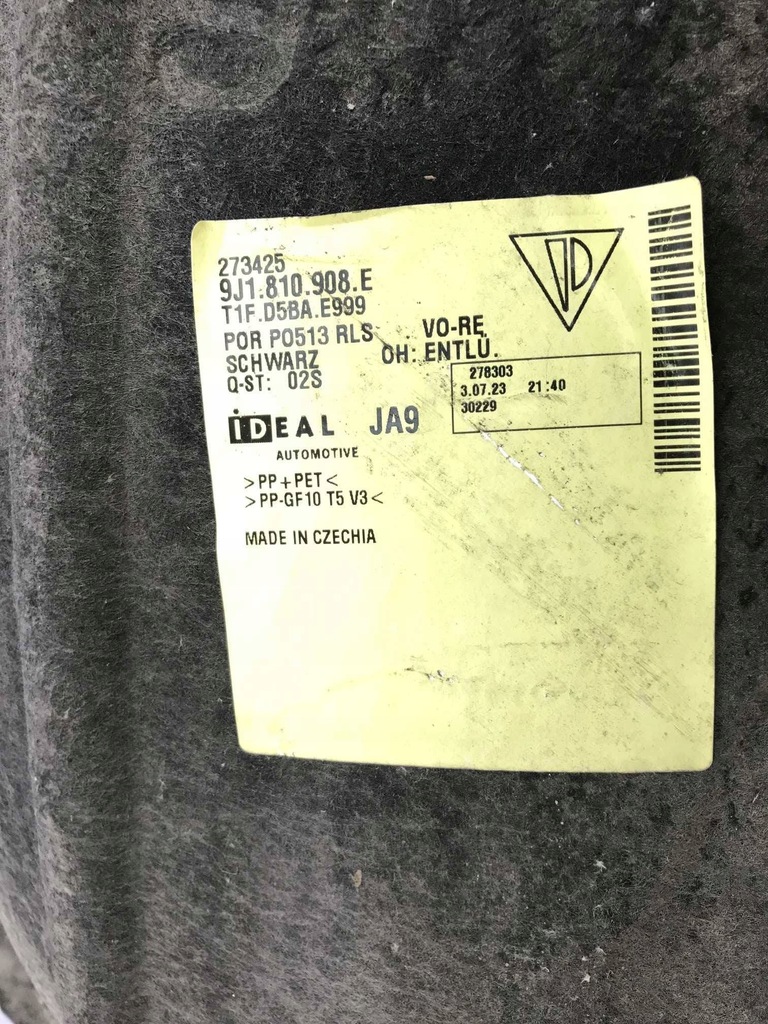 273425
9J1.810.908.E
T1F.D5BA.E999
POR PO513 RLS . VO-RE
SCHWARZ OH: ENTLÜ.
Q-ST: 02S
278303
3.07.23 21:40
30229
IDEAL JA9
AUTOMOTIVE
>PP+PET<
>PP-GF10 T5 V3<
MADE IN CZECHIA